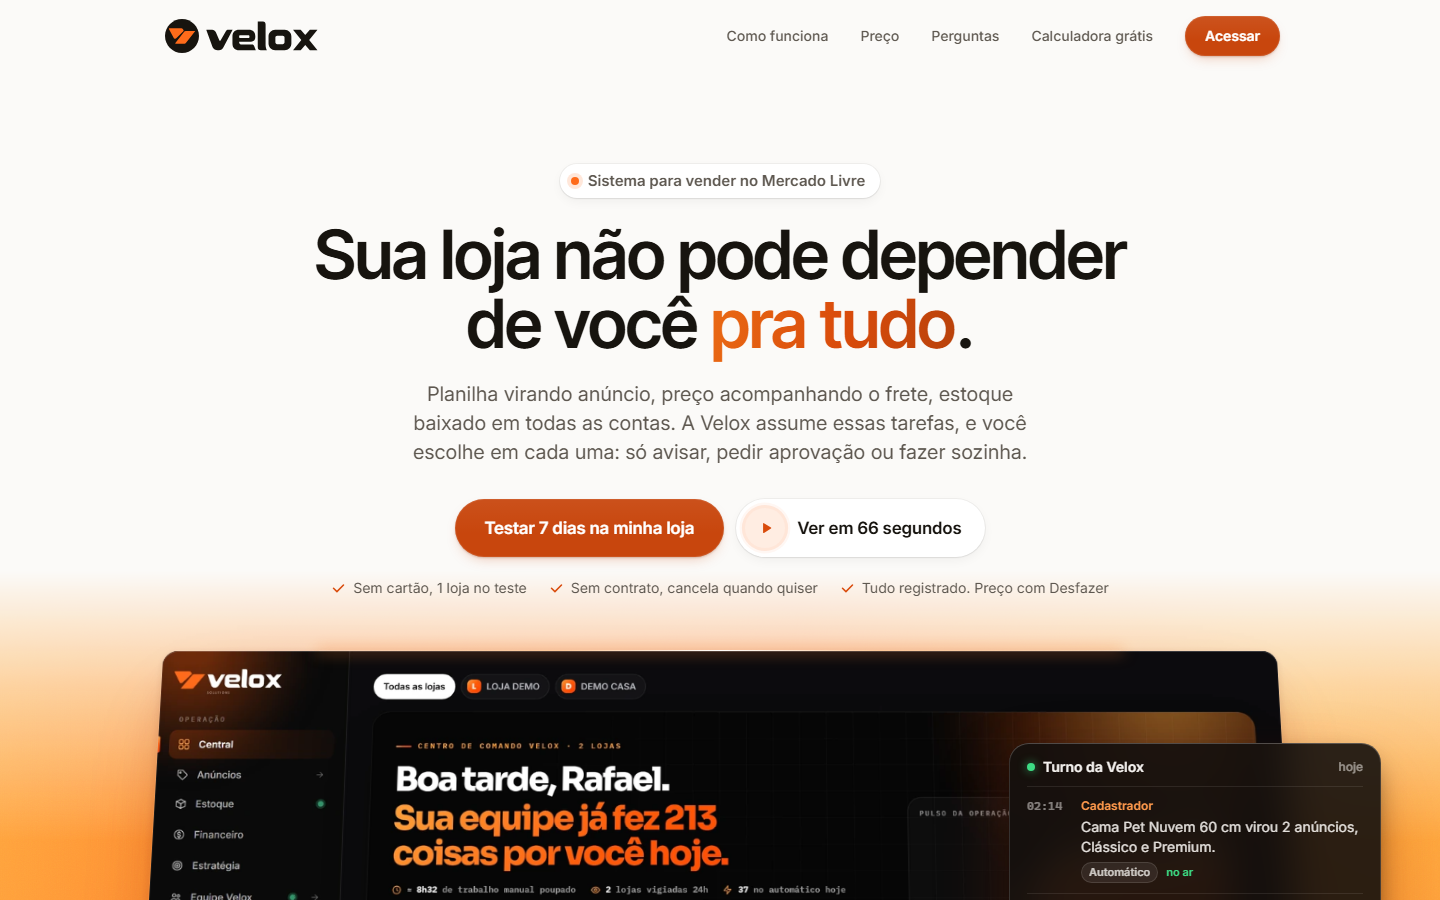 velox
Como funciona
Preço
Perguntas
Calculadora grátis
Acessar
Sistema para vender no Mercado Livre
Sua loja não pode depender
de você pra tudo.
Planilha virando anúncio, preço acompanhando o frete, estoque
baixado em todas as contas. A Velox assume essas tarefas, e você
escolhe em cada uma: só avisar, pedir aprovação ou fazer sozinha.
Testar 7 dias na minha loja
Ver em 66 segundos
Sem cartão, 1 loja no teste
Sem contrato, cancela quando quiser
Tudo registrado. Preço com Desfazer
velox
SOLUTIONS
OPERAÇÃO
Central
Anúncios
Estoque
Financeiro
Estratégia
Equipe Velox
Todas as lojas
L LOJA DEMO
D DEMO CASA
CENTRO DE COMANDO VELOX · 2 LOJAS
Boa tarde, Rafael.
Sua equipe já fez 213
coisas por você hoje.
≈ 8h32 de trabalho manual poupado
2 lojas vigiadas 24h
37 no automático hoje
PULSO DA OPERAÇÃ
Turno da Velox
hoje
02:14
Cadastrador
Cama Pet Nuvem 60 cm virou 2 anúncios,
Clássico e Premium.
Automático
no ar